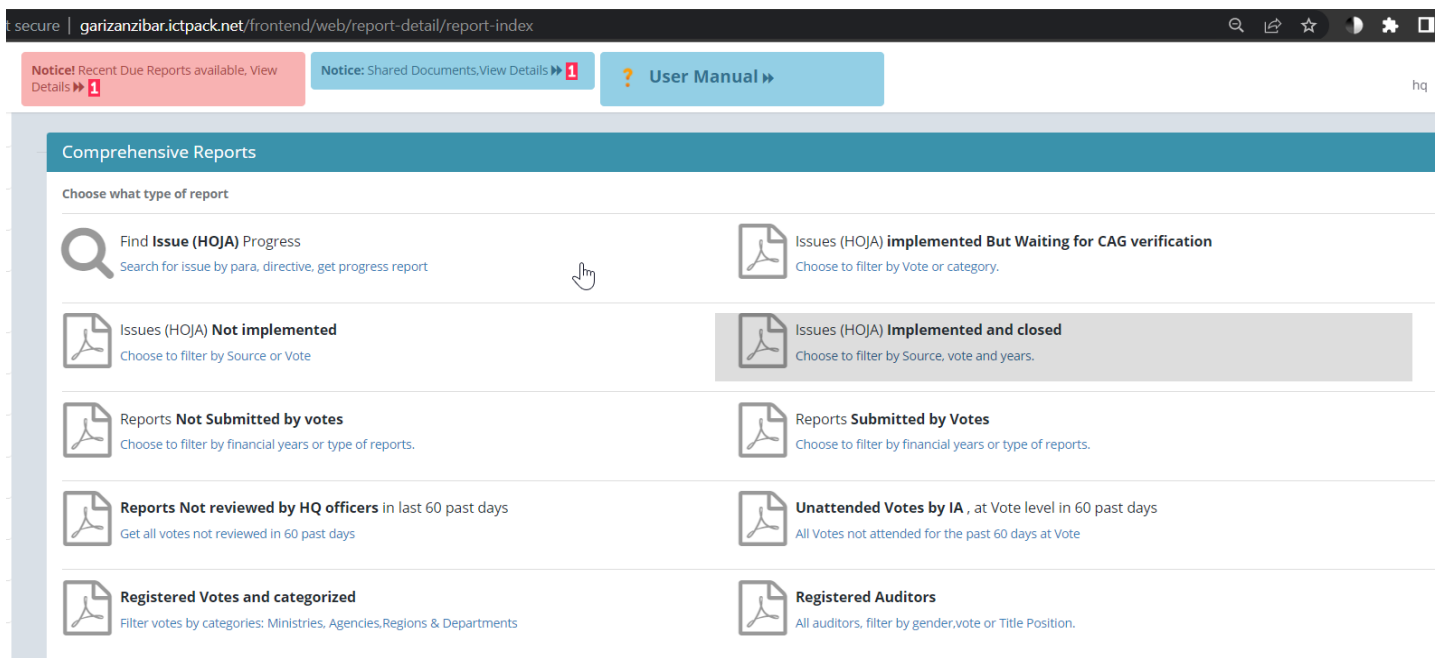 t secure | garizanzibar.ictpack.net/frontend/web/report-detail/report-index
Notice! Recent Due Reports available, View
Details 1
Notice: Shared Documents,View Details 1
? User Manual
hq
Comprehensive Reports
Choose what type of report
Find Issue (HOJA) Progress
Search for issue by para, directive, get progress report
Issues (HOJA) implemented But Waiting for CAG verification
Choose to filter by Vote or category.
Issues (HOJA) Not implemented
Choose to filter by Source or Vote
Issues (HOJA) Implemented and closed
Choose to filter by Source, vote and years.
Reports Not Submitted by votes
Choose to filter by financial years or type of reports.
Reports Submitted by Votes
Choose to filter by financial years or type of reports.
Reports Not reviewed by HQ officers in last 60 past days
Get all votes not reviewed in 60 past days
Unattended Votes by IA , at Vote level in 60 past days
All Votes not attended for the past 60 days at Vote
Registered Votes and categorized
Filter votes by categories: Ministries, Agencies,Regions & Departments
Registered Auditors
All auditors, filter by gender,vote or Title Position.